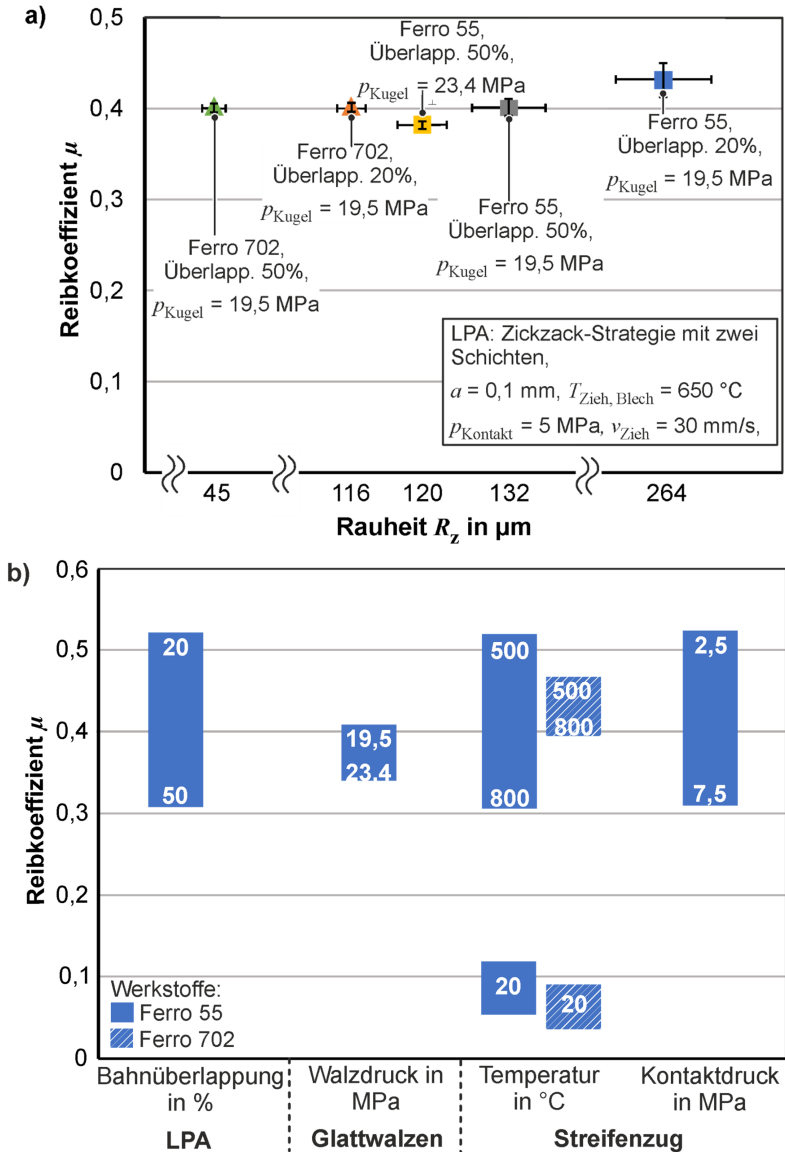 a)
Reibkoeffizient μ
0,5
0,4
0,3
0,2
0,1
0
Ferro 55,
Überlapp. 50%,
pKugel = 23,4 MPa
Ferro 702,
Überlapp. 20%,
pKugel = 19,5 MPa
Ferro 55,
Überlapp. 20%,
pKugel = 19,5 MPa
Ferro 702,
Überlapp. 50%,
pKugel = 19,5 MPa
Ferro 55,
Überlapp. 50%,
pKugel = 19,5 MPa
LPA: Zickzack-Strategie mit zwei
Schichten,
a = 0,1 mm, TZieh, Blech = 650 °C
pKontakt = 5 MPa, vZieh = 30 mm/s,
45 116 120 132 264
Rauheit Rz in µm
b)
Reibkoeffizient μ
0,6
0,5
0,4
0,3
0,2
0,1
0
20
50
19,5
23,4
500
800
500
800
20
20
2,5
7,5
Werkstoffe:
Ferro 55
Ferro 702
Bahnüberlappung
in %
Walzdruck in
MPa
Temperatur
in °C
Kontaktdruck
in MPa
LPA Glattwalzen Streifenzug